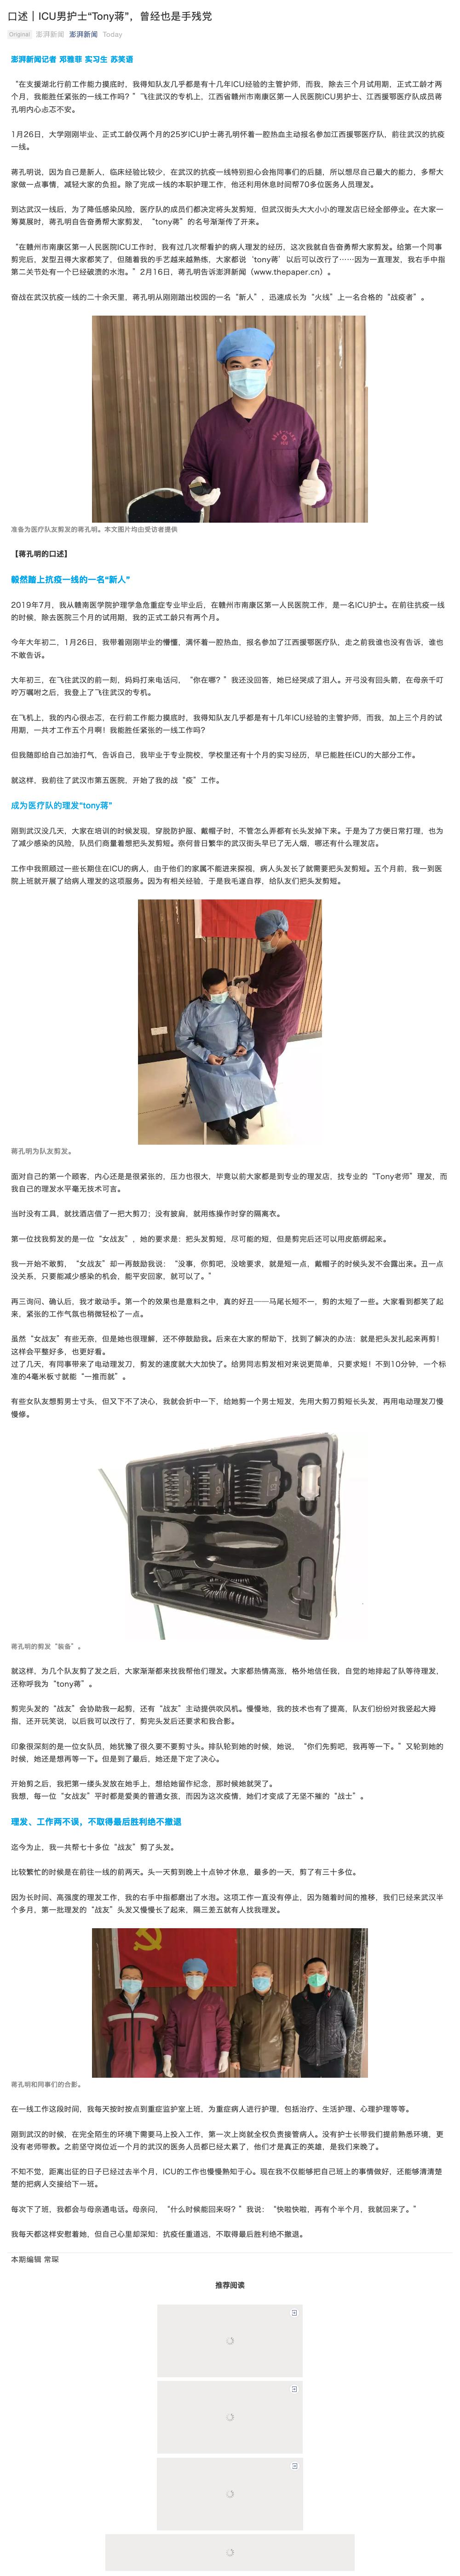 口述｜ICU男护士“Tony蒋”，曾经也是手残党
Original 澎湃新闻 澎湃新闻 Today
澎湃新闻记者 邓雅菲 实习生 苏笑语
“在支援湖北行前工作能力摸底时，我得知队友几乎都是有十几年ICU经验的主管护师，而我，除去三个月试用期，正式工龄才两
个月，我能胜任紧张的一线工作吗？”飞往武汉的专机上，江西省赣州市南康区第一人民医院ICU男护士、江西援鄂医疗队成员蒋
孔明内心忐忑不安。
1月26日，大学刚刚毕业、正式工龄仅两个月的25岁ICU护士蒋孔明怀着一腔热血主动报名参加江西援鄂医疗队，前往武汉的抗疫
一线。
蒋孔明说，因为自己是新人，临床经验比较少，在武汉的抗疫一线特别担心会拖同事们的后腿，所以想尽自己最大的能力，多帮大
家做一点事情，减轻大家的负担。除了完成一线的本职护理工作，他还利用休息时间帮70多位医务人员理发。
到达武汉一线后，为了降低感染风险，医疗队的成员们都决定将头发剪短，但武汉街头大大小小的理发店已经全部停业。在大家一
筹莫展时，蒋孔明自告奋勇帮大家剪发，“tony蒋”的名号渐渐传了开来。
“在赣州市南康区第一人民医院ICU工作时，我有过几次帮看护的病人理发的经历，这次我就自告奋勇帮大家剪发。给第一个同事
剪完后，发型丑得大家都笑了，但随着我的手艺越来越熟练，大家都说‘tony蒋’以后可以改行了……因为一直理发，我右手中指
第二关节处有一个已经破溃的水泡。”2月16日，蒋孔明告诉澎湃新闻（www.thepaper.cn）。
奋战在武汉抗疫一线的二十余天里，蒋孔明从刚刚踏出校园的一名“新人”，迅速成长为“火线”上一名合格的“战疫者”。
准备为医疗队友剪发的蒋孔明。本文图片均由受访者提供
【蒋孔明的口述】
毅然踏上抗疫一线的一名“新人”
2019年7月，我从赣南医学院护理学急危重症专业毕业后，在赣州市南康区第一人民医院工作，是一名ICU护士。在前往抗疫一线
的时候，除去医院三个月的试用期，我的正式工龄只有两个月。
今年大年初二，1月26日，我带着刚刚毕业的懵懂，满怀着一腔热血，报名参加了江西援鄂医疗队，走之前我谁也没有告诉，谁也
不敢告诉。
大年初三，在飞往武汉的前一刻，妈妈打来电话问，“你在哪？”我还没回答，她已经哭成了泪人。开弓没有回头箭，在母亲千叮
咛万嘱咐之后，我登上了飞往武汉的专机。
在飞机上，我的内心很忐忑，在行前工作能力摸底时，我得知队友几乎都是有十几年ICU经验的主管护师，而我，加上三个月的试
用期，一共才工作五个月啊！我能胜任紧张的一线工作吗？
但我随即给自己加油打气，告诉自己，我毕业于专业院校，学校里还有十个月的实习经历，早已能胜任ICU的大部分工作。
就这样，我前往了武汉市第五医院，开始了我的战“疫”工作。
成为医疗队的理发“tony蒋”
刚到武汉没几天，大家在培训的时候发现，穿脱防护服、戴帽子时，不管怎么弄都有长头发掉下来。于是为了方便日常打理，也为
了减少感染的风险，队员们商量着想把头发剪短。奈何昔日繁华的武汉街头早已了无人烟，哪还有什么理发店。
工作中我照顾过一些长期住在ICU的病人，由于他们的家属不能进来探视，病人头发长了就需要把头发剪短。五个月前，我一到医
院上班就开展了给病人理发的这项服务。因为有相关经验，于是我毛遂自荐，给队友们把头发剪短。
蒋孔明为队友剪发。
面对自己的第一个顾客，内心还是是很紧张的，压力也很大，毕竟以前大家都是到专业的理发店，找专业的“Tony老师”理发，而
我自己的理发水平毫无技术可言。
当时没有工具，就找酒店借了一把大剪刀；没有披肩，就用练操作时穿的隔离衣。
第一位找我剪发的是一位“女战友”，她的要求是：把头发剪短，尽可能的短，但是剪完后还可以用皮筋绑起来。
我一开始不敢剪，“女战友”却一再鼓励我说：“没事，你剪吧，没啥要求，就是短一点，戴帽子的时候头发不会露出来。丑一点
没关系，只要能减少感染的机会，能平安回家，就可以了。”
再三询问、确认后，我才敢动手。第一个的效果也是意料之中，真的好丑——马尾长短不一，剪的太短了一些。大家看到都笑了起
来，紧张的工作气氛也稍微轻松了一点。
虽然“女战友”有些无奈，但是她也很理解，还不停鼓励我。后来在大家的帮助下，找到了解决的办法：就是把头发扎起来再剪！
这样会平整好多，也更好看。
过了几天，有同事带来了电动理发刀，剪发的速度就大大加快了。给男同志剪发相对来说更简单，只要求短！不到10分钟，一个标
准的4毫米板寸就能“一推而就”。
有些女队友想剪男士寸头，但又下不了决心，我就会折中一下，给她剪一个男士短发，先用大剪刀剪短长头发，再用电动理发刀慢
慢修。
蒋孔明的剪发“装备”。
就这样，为几个队友剪了发之后，大家渐渐都来找我帮他们理发。大家都热情高涨，格外地信任我，自觉的地排起了队等待理发，
还称呼我为“tony蒋”。
剪完头发的“战友”会协助我一起剪，还有“战友”主动提供吹风机。慢慢地，我的技术也有了提高，队友们纷纷对我竖起大拇
指，还开玩笑说，以后我可以改行了，剪完头发后还要求和我合影。
印象很深刻的是一位女队员，她犹豫了很久要不要剪寸头。排队轮到她的时候，她说，“你们先剪吧，我再等一下。”又轮到她的
时候，她还是想再等一下。但是到了最后，她还是下定了决心。
开始剪之后，我把第一缕头发放在她手上，想给她留作纪念，那时候她就哭了。
我想，每一位“女战友”平时都是爱美的普通女孩，而因为这次疫情，她们才变成了无坚不摧的“战士”。
理发、工作两不误，不取得最后胜利绝不撤退
迄今为止，我一共帮七十多位“战友”剪了头发。
比较繁忙的时候是在前往一线的前两天。头一天剪到晚上十点钟才休息，最多的一天，剪了有三十多位。
因为长时间、高强度的理发工作，我的右手中指都磨出了水泡。这项工作一直没有停止，因为随着时间的推移，我们已经来武汉半
个多月，第一批理发的“战友”头发又慢慢长了起来，隔三差五就有人找我理发。
蒋孔明和同事们的合影。
在一线工作这段时间，我每天按时按点到重症监护室上班，为重症病人进行护理，包括治疗、生活护理、心理护理等等。
刚到武汉的时候，在完全陌生的环境下需要马上投入工作，第一次上岗就全权负责接管病人。没有护士长带我们提前熟悉环境，更
没有老师带教。之前坚守岗位近一个月的武汉的医务人员都已经太累了，他们才是真正的英雄，是我们来晚了。
不知不觉，距离出征的日子已经过去半个月，ICU的工作也慢慢熟知于心。现在我不仅能够把自己班上的事情做好，还能够清清楚
楚的把病人交接给下一班。
每次下了班，我都会与母亲通电话。母亲问，“什么时候能回来呀？”我说：“快啦快啦，再有个半个月，我就回来了。”
我每天都这样安慰着她，但自己心里却深知：抗疫任重道远，不取得最后胜利绝不撤退。
本期编辑 常琛
推荐阅读